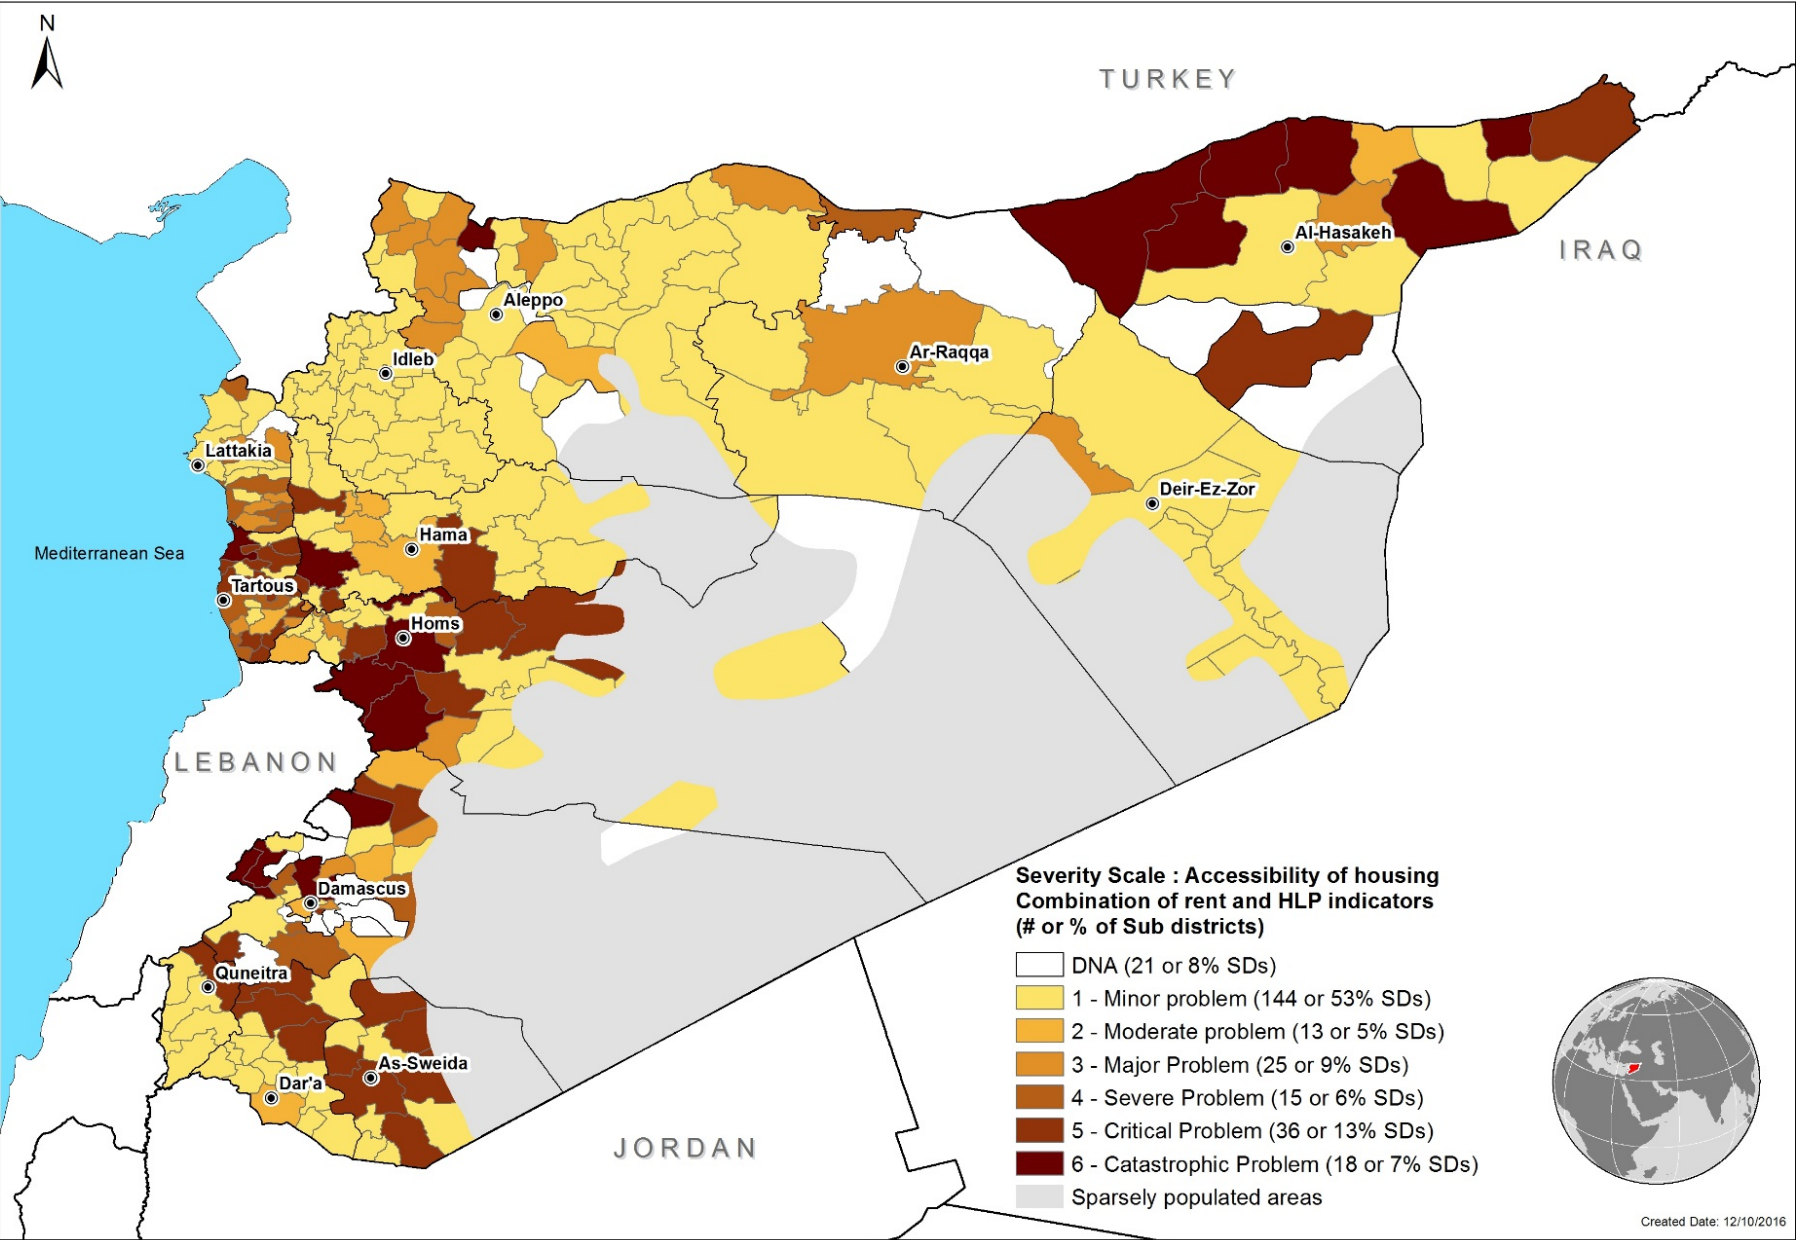 N
TURKEY
IRAQ
Al-Hasakeh
Aleppo
Idleb
Ar-Raqqa
Lattakia
Deir-Ez-Zor
Hama
Mediterranean Sea
Tartous
Homs
LEBANON
Damascus
Quneitra
As-Sweida
Dar'a
JORDAN
Severity Scale : Accessibility of housing
Combination of rent and HLP indicators
(# or % of Sub districts)
DNA (21 or 8% SDs)
1 - Minor problem (144 or 53% SDs)
2 - Moderate problem (13 or 5% SDs)
3 - Major Problem (25 or 9% SDs)
4 - Severe Problem (15 or 6% SDs)
5 - Critical Problem (36 or 13% SDs)
6 - Catastrophic Problem (18 or 7% SDs)
Sparsely populated areas
Created Date: 12/10/2016